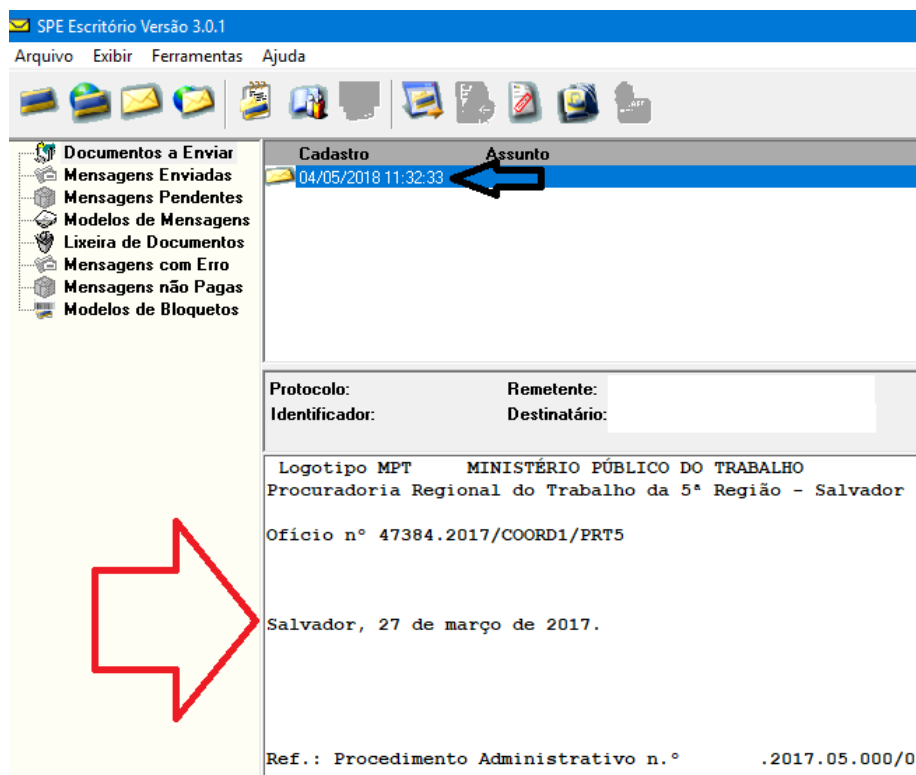 SPE Escritório Versão 3.0.1
Arquivo Exibir Ferramentas Ajuda
Documentos a Enviar
Mensagens Enviadas
Mensagens Pendentes
Modelos de Mensagens
Lixeira de Documentos
Mensagens com Erro
Mensagens não Pagas
Modelos de Bloquetos
Cadastro Assunto
04/05/2018 11:32:33
Protocolo: Remetente:
Identificador: Destinatário:
Logotipo MPT MINISTÉRIO PÚBLICO DO TRABALHO
Procuradoria Regional do Trabalho da 5ª Região - Salvador
Ofício nº 47384.2017/COORD1/PRT5
Salvador, 27 de março de 2017.
Ref.: Procedimento Administrativo n.º .2017.05.000/0